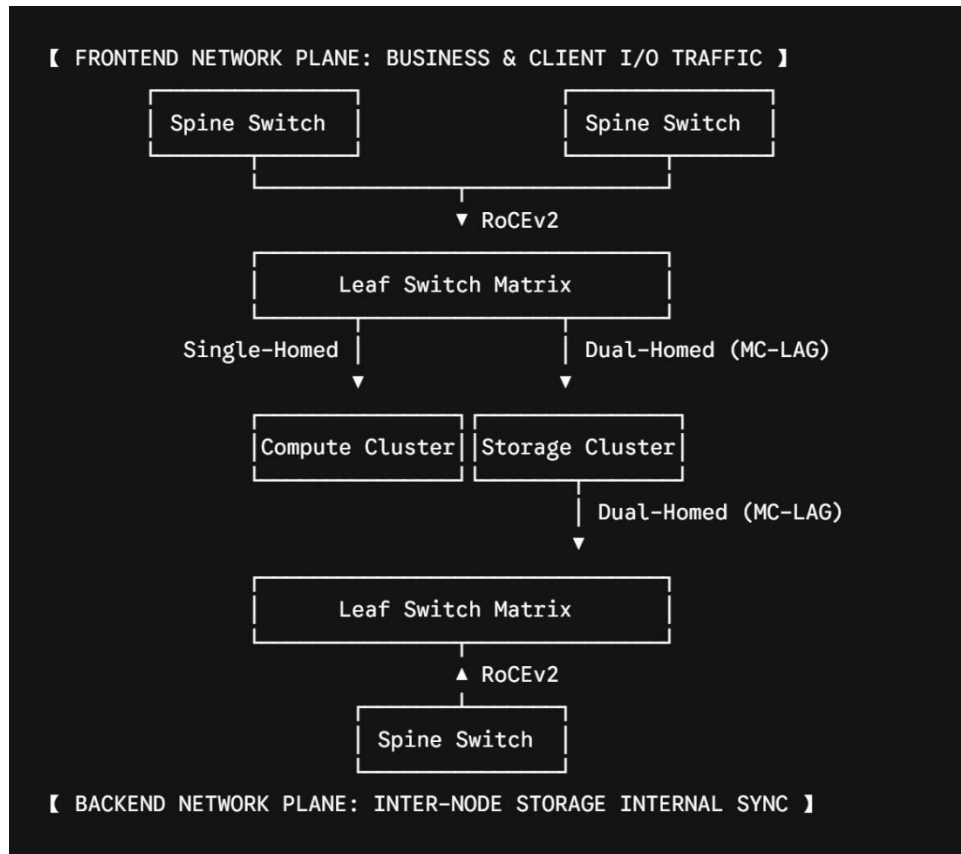 【 FRONTEND NETWORK PLANE: BUSINESS & CLIENT I/O TRAFFIC 】
Spine Switch Spine Switch
▼ RoCEv2
Leaf Switch Matrix
Single-Homed Dual-Homed (MC-LAG)
▼ ▼
Compute Cluster Storage Cluster
Dual-Homed (MC-LAG)
▼
Leaf Switch Matrix
▲ RoCEv2
Spine Switch
【 BACKEND NETWORK PLANE: INTER-NODE STORAGE INTERNAL SYNC 】